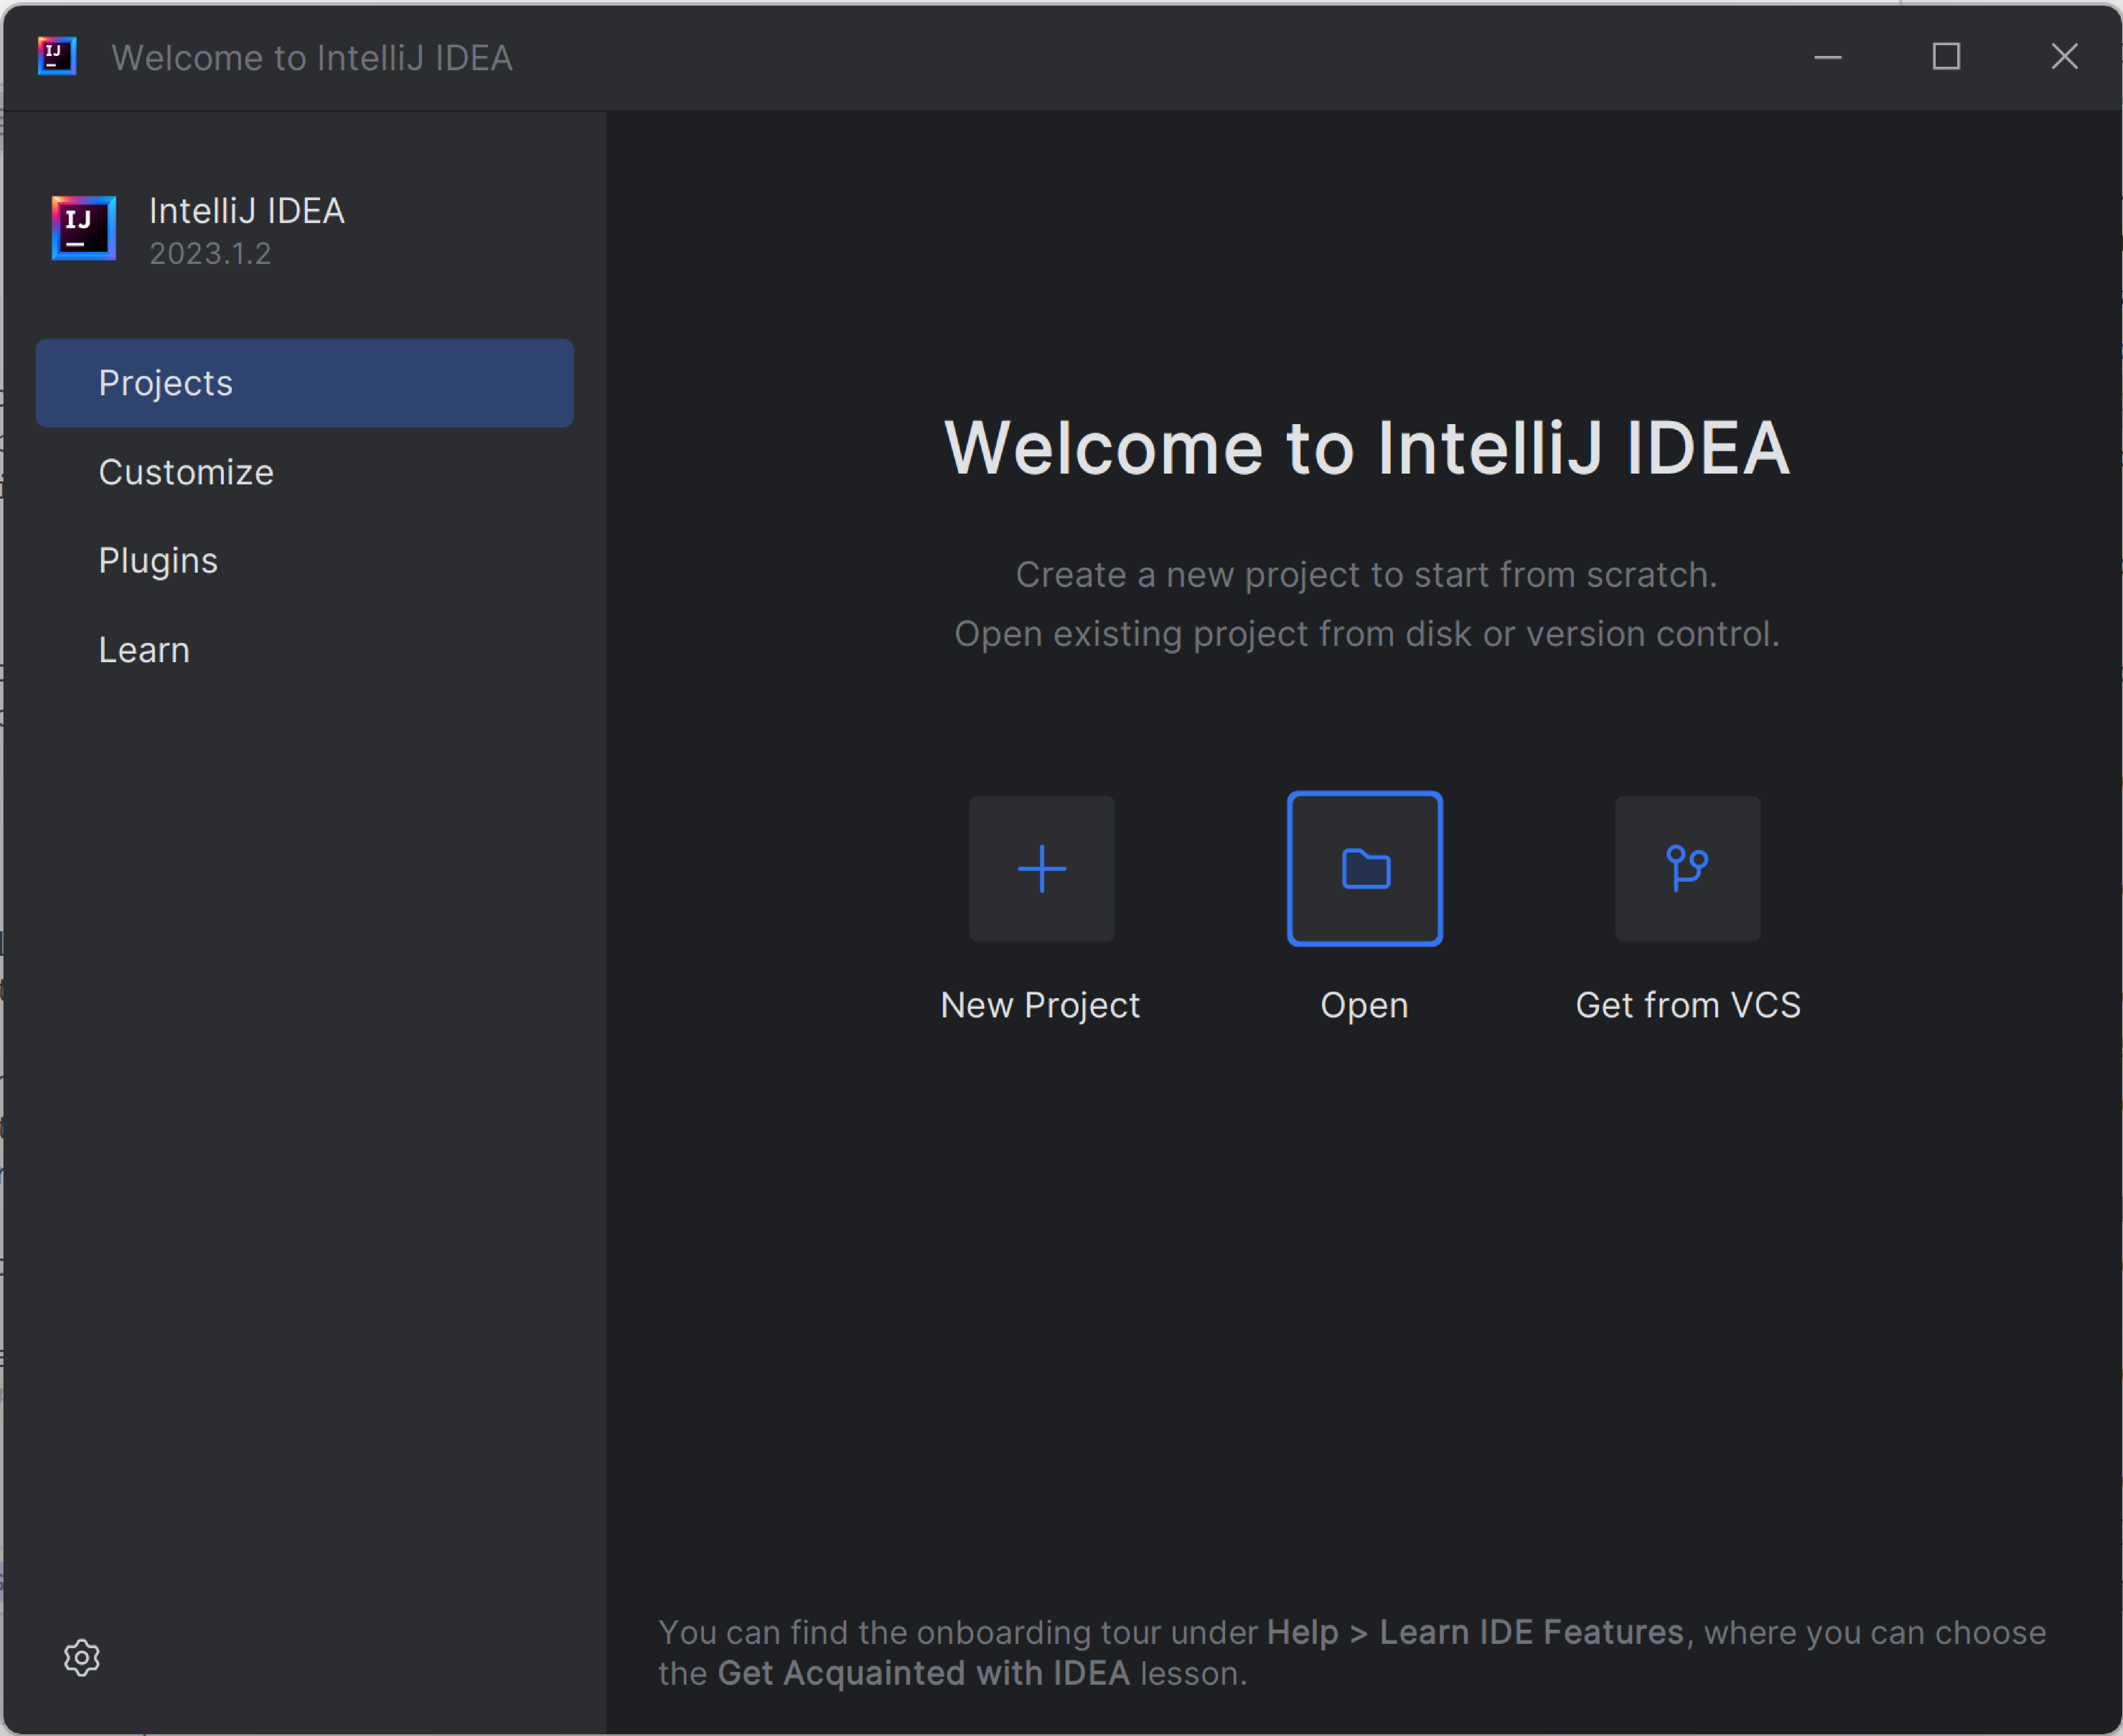 Welcome to IntelliJ IDEA
IJ
IntelliJ IDEA
2023.1.2
Projects
Customize
Plugins
Learn
Welcome to IntelliJ IDEA
Create a new project to start from scratch.
Open existing project from disk or version control.
New Project
Open
Get from VCS
You can find the onboarding tour under Help > Learn IDE Features, where you can choose
the Get Acquainted with IDEA lesson.